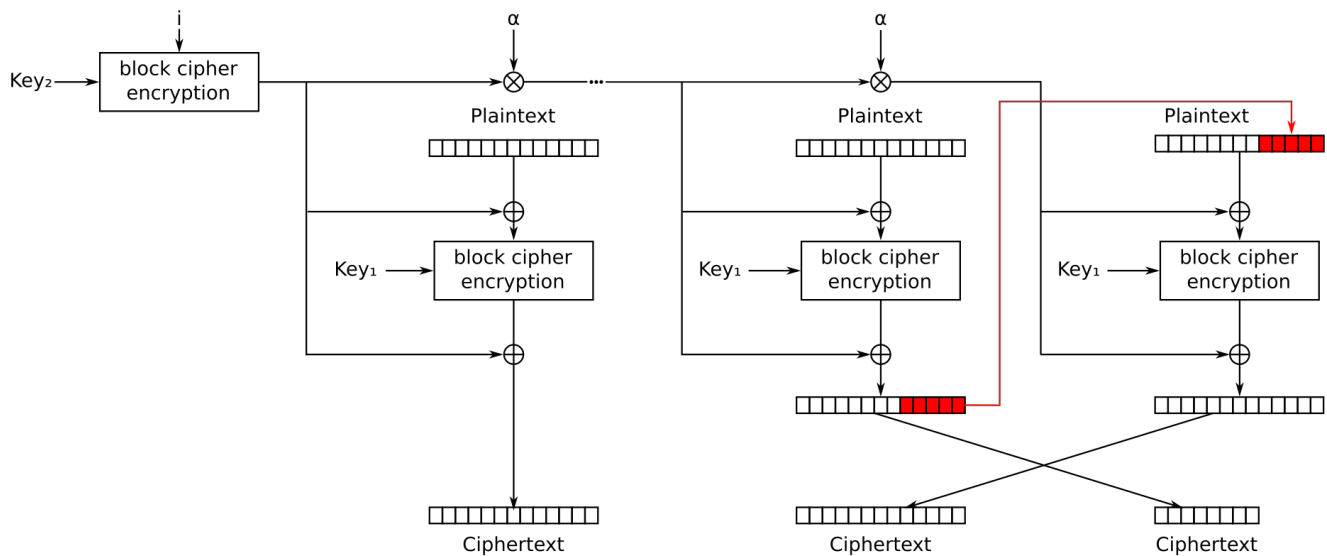 i
α
α
Key₂
block cipher
encryption
...
Plaintext
Plaintext
Plaintext
Key₁
block cipher
encryption
Key₁
block cipher
encryption
Key₁
block cipher
encryption
Ciphertext
Ciphertext
Ciphertext